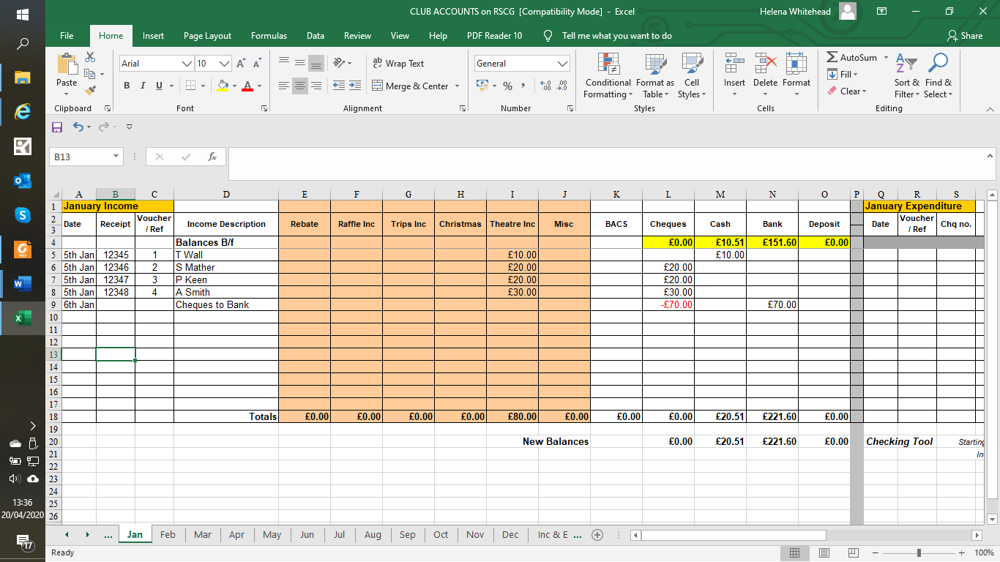 CLUB ACCOUNTS on RSCG [Compatibility Mode] - Excel Helena Whitehead
File Home Insert Page Layout Formulas Data Review View Help PDF Reader 10 Tell me what you want to do Share
Paste Arial 10 Wrap Text General Conditional Formatting Format as Table Cell Styles Insert Delete Format AutoSum Fill Clear Sort & Filter Find & Select
B I U Merge & Center % ,
Clipboard Font Alignment Number Styles Cells Editing
B13 fx
A B C D E F G H I J K L M N O P Q R S
1 January Income January Expenditure
2 Date Receipt Voucher / Ref Income Description Rebate Raffle Inc Trips Inc Christmas Theatre Inc Misc BACS Cheques Cash Bank Deposit Date Voucher / Ref Chq no.
3
4 Balances B/f £0.00 £10.51 £151.60 £0.00
5 5th Jan 12345 1 T Wall £10.00 £10.00
6 5th Jan 12346 2 S Mather £20.00 £20.00
7 5th Jan 12347 3 P Keen £20.00 £20.00
8 5th Jan 12348 4 A Smith £30.00 £30.00
9 6th Jan Cheques to Bank -£70.00 £70.00
10
11
12
13
14
15
16
17
18 Totals £0.00 £0.00 £0.00 £0.00 £80.00 £0.00 £0.00 £0.00 £20.51 £221.60 £0.00
19
20 New Balances £0.00 £20.51 £221.60 £0.00 Checking Tool Starting
21 In
22
23
24
25
26
13:36
20/04/2020
17
... Jan Feb Mar Apr May Jun Jul Aug Sep Oct Nov Dec Inc & E ...
Ready 100%